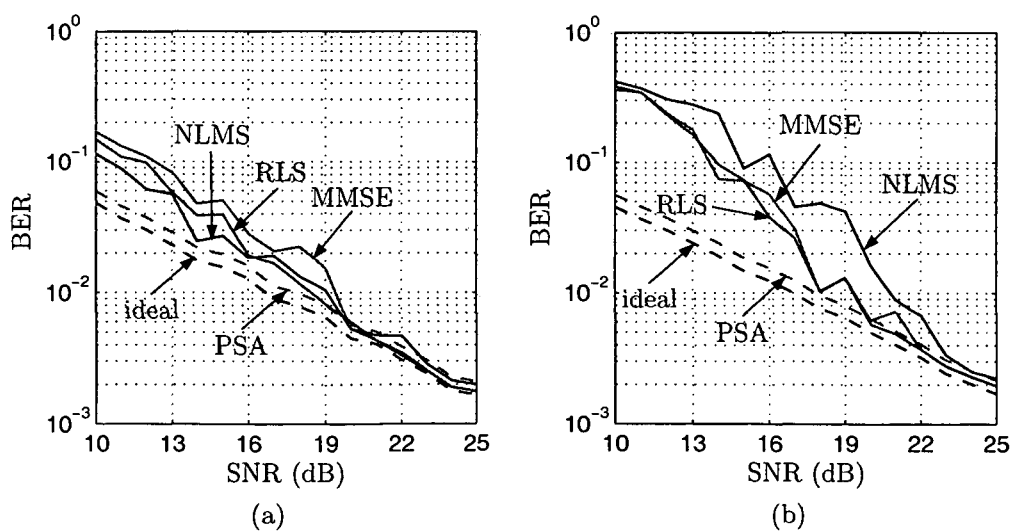 10^0
10^-1
10^-2
10^-3
BER
NLMS
RLS
MMSE
ideal
PSA
10 13 16 19 22 25
SNR (dB)
(a)
10^0
10^-1
10^-2
10^-3
BER
MMSE
NLMS
RLS
ideal
PSA
10 13 16 19 22 25
SNR (dB)
(b)